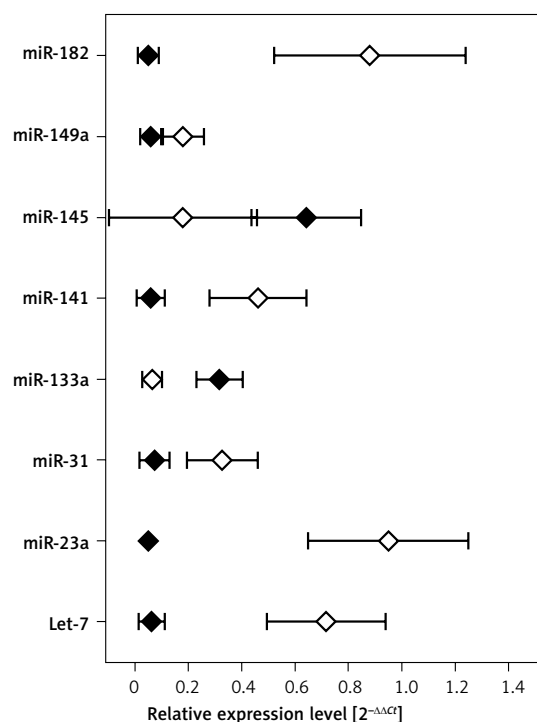 miR-182
miR-149a
miR-145
miR-141
miR-133a
miR-31
miR-23a
Let-7
0 0.2 0.4 0.6 0.8 1.0 1.2 1.4
Relative expression level [2^−ΔΔCt]